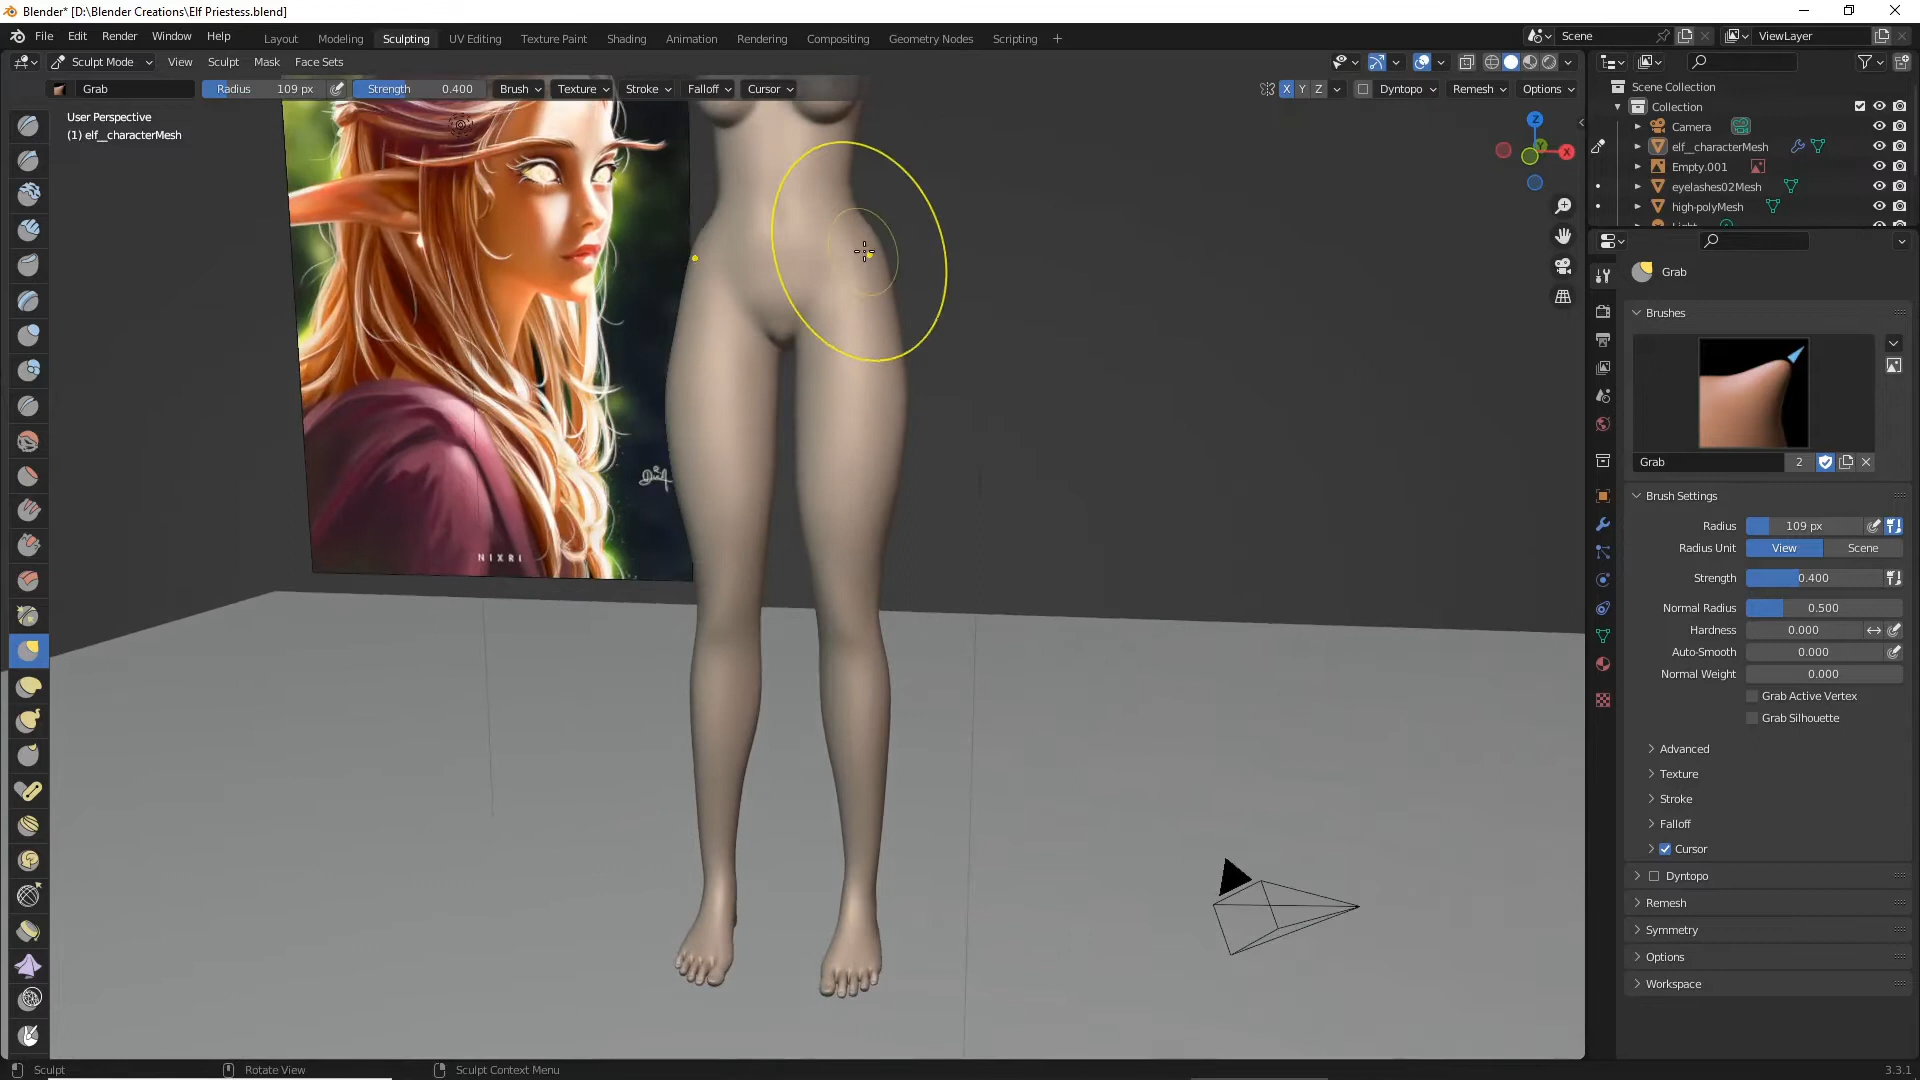 Blender* [D:\Blender Creations\Elf Priestess.blend]
File Edit Render Window Help
Layout Modeling Sculpting UV Editing Texture Paint Shading Animation Rendering Compositing Geometry Nodes Scripting +
Scene
ViewLayer
Sculpt Mode View Sculpt Mask Face Sets
Grab Radius 109 px Strength 0.400 Brush Texture Stroke Falloff Cursor
X Y Z Dyntopo Remesh Options
User Perspective
(1) elf__characterMesh
Z
X
NIXRI
Scene Collection
Collection
Camera
elf__characterMesh
Empty.001
eyelashes02Mesh
high-polyMesh
Grab
Brushes
Grab 2
Brush Settings
Radius 109 px
Radius Unit View Scene
Strength 0.400
Normal Radius 0.500
Hardness 0.000
Auto-Smooth 0.000
Normal Weight 0.000
Grab Active Vertex
Grab Silhouette
Advanced
Texture
Stroke
Falloff
Cursor
Dyntopo
Remesh
Symmetry
Options
Workspace
Sculpt Rotate View Sculpt Context Menu
3.3.1